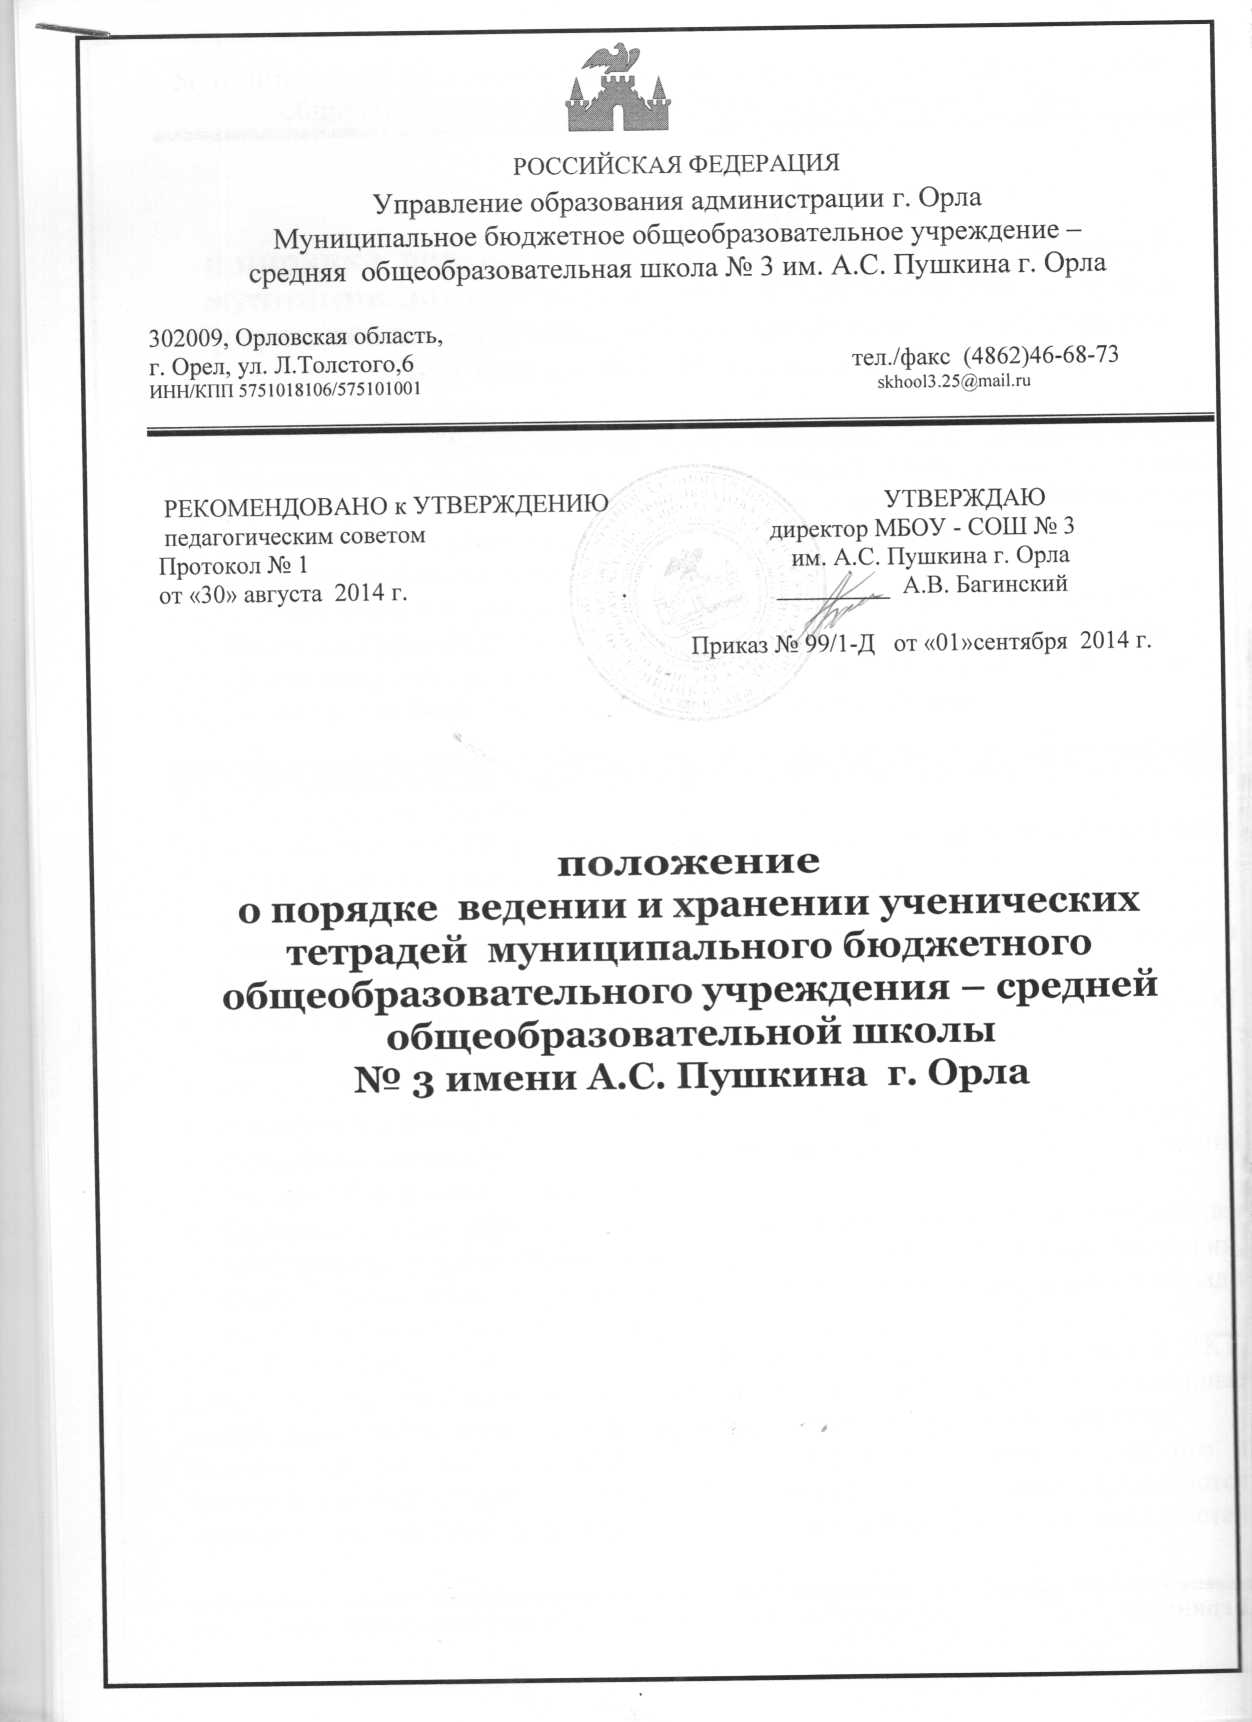 РОССИЙСКАЯ ФЕДЕРАЦИЯ
Управление образования администрации г. Орла
Муниципальное бюджетное общеобразовательное учреждение –
средняя общеобразовательная школа № 3 им. А.С. Пушкина г. Орла
302009, Орловская область,
г. Орел, ул. Л.Толстого,6
ИНН/КПП 5751018106/575101001
тел./факс (4862)46-68-73
skhool3.25@mail.ru
РЕКОМЕНДОВАНО к УТВЕРЖДЕНИЮ
педагогическим советом
Протокол № 1
от «30» августа 2014 г.
УТВЕРЖДАЮ
директор МБОУ - СОШ № 3
им. А.С. Пушкина г. Орла
_________ А.В. Багинский
Приказ № 99/1-Д от «01»сентября 2014 г.
положение
о порядке ведении и хранении ученических
тетрадей муниципального бюджетного
общеобразовательного учреждения – средней
общеобразовательной школы
№ 3 имени А.С. Пушкина г. Орла